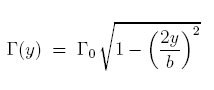 Γ(y) = Γ₀ √(1 − (2y/b)²)